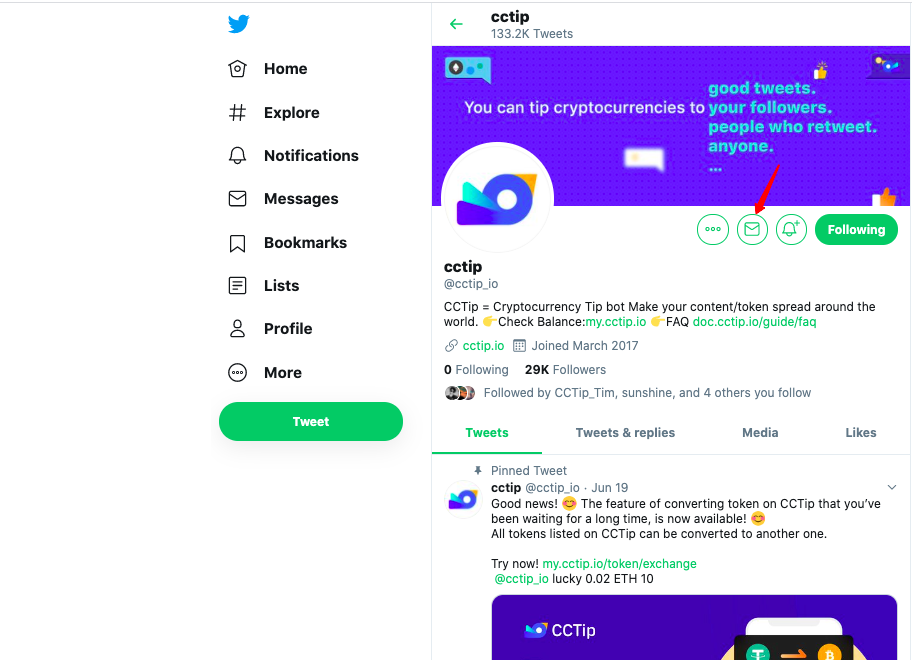 Home
Explore
Notifications
Messages
Bookmarks
Lists
Profile
More
Tweet
cctip
133.2K Tweets
You can tip cryptocurrencies to
good tweets.
your followers.
people who retweet.
anyone.
...
Following
cctip
@cctip_io
CCTip = Cryptocurrency Tip bot Make your content/token spread around the
world. 👉Check Balance:my.cctip.io 👉FAQ doc.cctip.io/guide/faq
cctip.io Joined March 2017
0 Following 29K Followers
Followed by CCTip_Tim, sunshine, and 4 others you follow
Tweets Tweets & replies Media Likes
Pinned Tweet
cctip @cctip_io · Jun 19
Good news! 😊 The feature of converting token on CCTip that you've
been waiting for a long time, is now available! 😊
All tokens listed on CCTip can be converted to another one.
Try now! my.cctip.io/token/exchange
@cctip_io lucky 0.02 ETH 10
CCTip